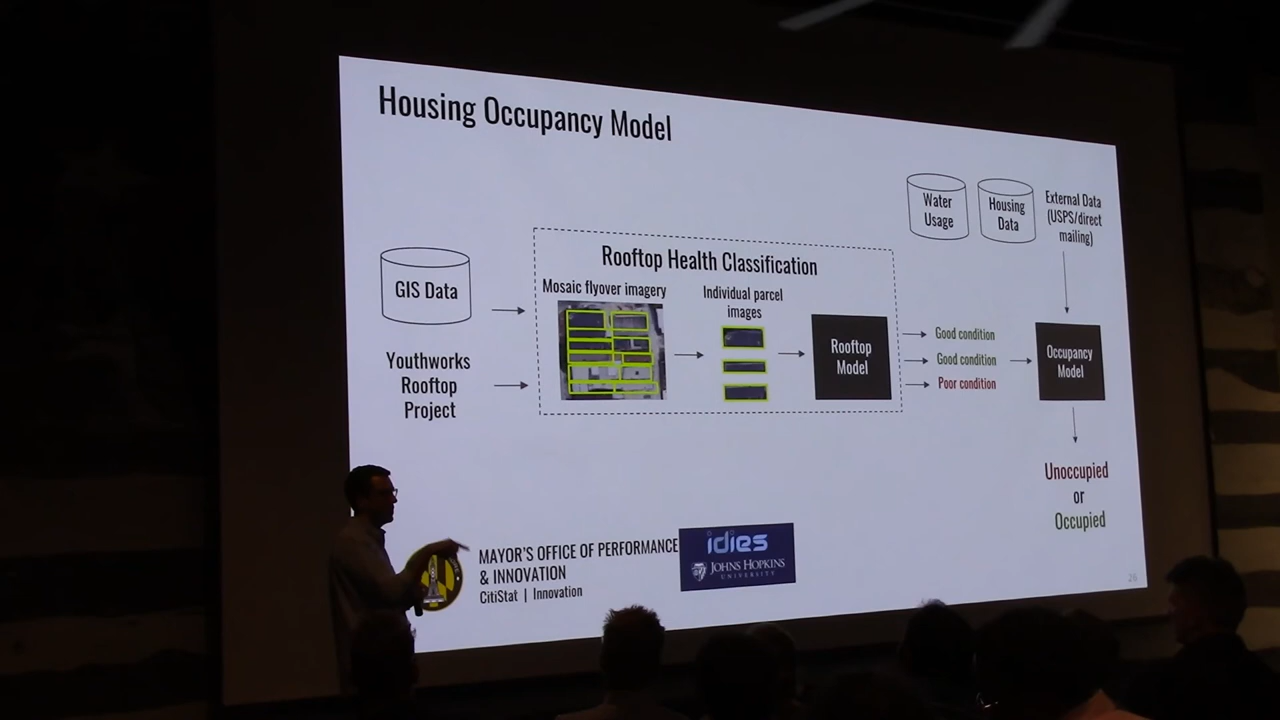 Housing Occupancy Model
Water
Usage
Housing
Data
External Data
(USPS/direct
mailing)
GIS Data
Youthworks
Rooftop
Project
Rooftop Health Classification
Mosaic flyover imagery
Individual parcel
images
Rooftop
Model
Good condition
Good condition
Poor condition
Occupancy
Model
Unoccupied
or
Occupied
MAYOR'S OFFICE OF PERFORMANCE
& INNOVATION
CitiStat | Innovation
idies
JOHNS HOPKINS
UNIVERSITY
26